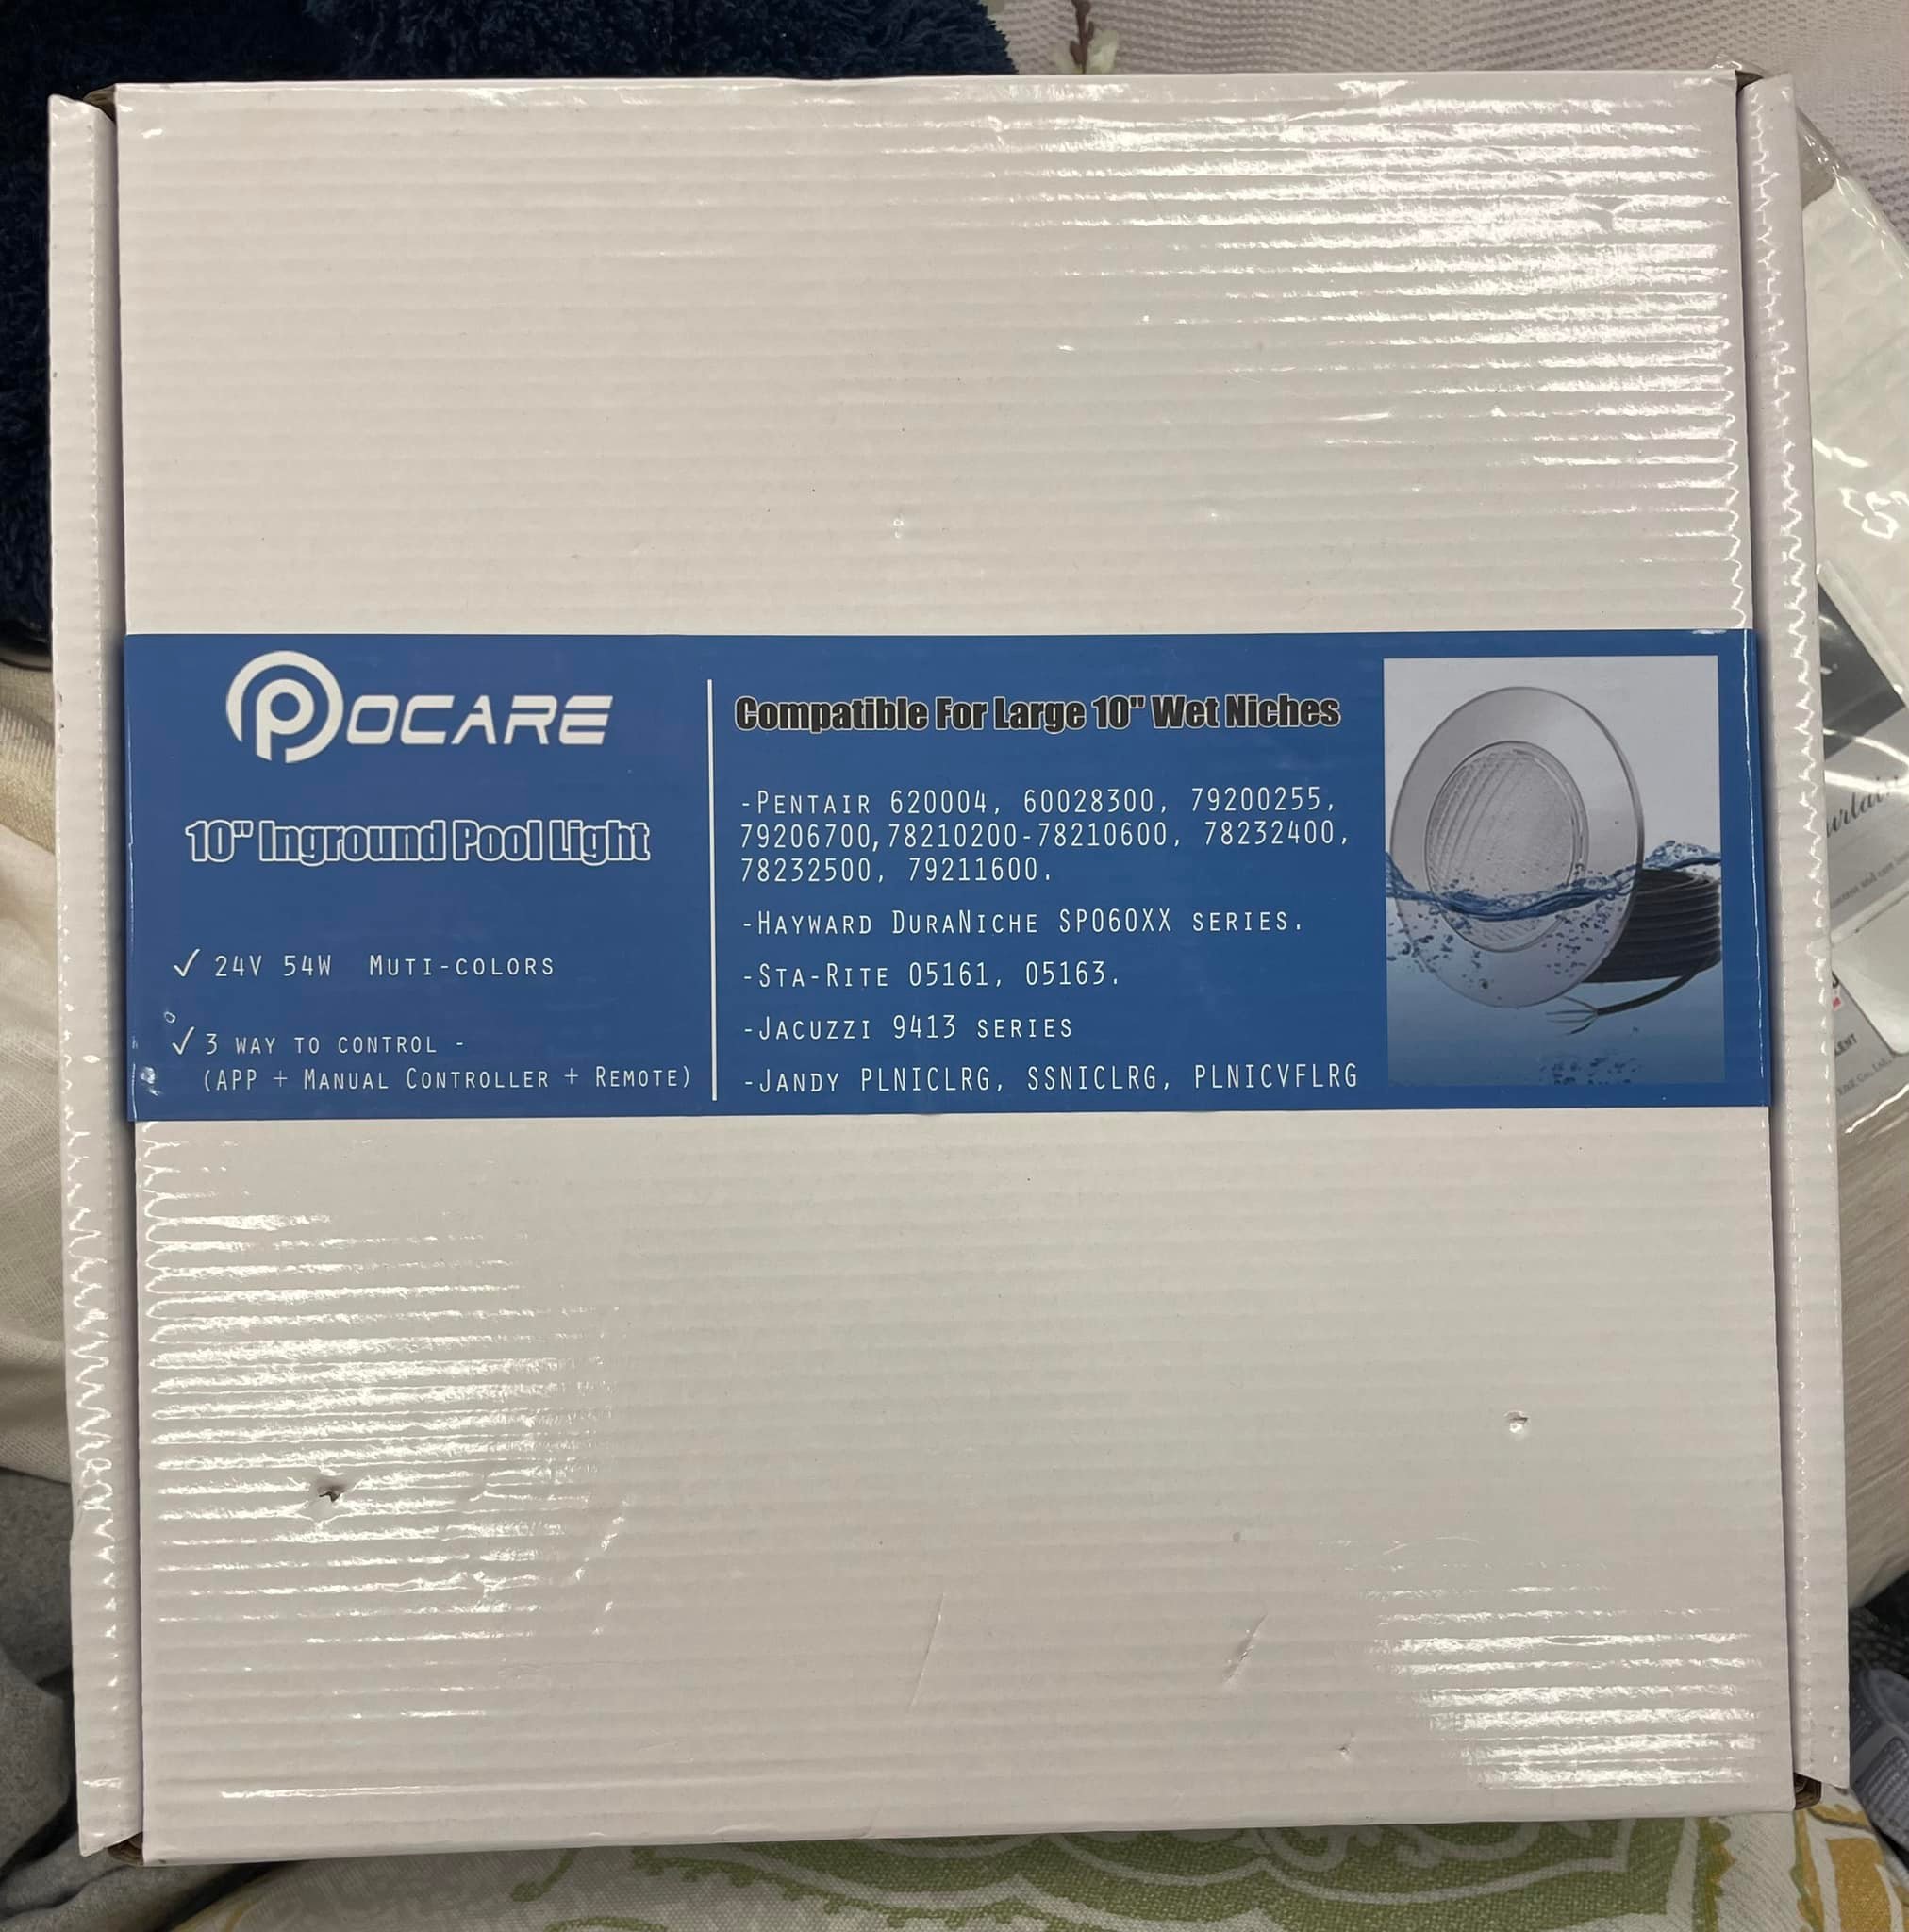 POCARE
10" Inground Pool Light
✓ 24V 54W MUTI-COLORS
✓ 3 WAY TO CONTROL -
(APP + MANUAL CONTROLLER + REMOTE)
Compatible For Large 10" Wet Niches
-PENTAIR 620004, 60028300, 79200255,
79206700,78210200-78210600, 78232400,
78232500, 79211600.
-HAYWARD DURANICHE SP060XX SERIES.
-STA-RITE 05161, 05163.
-JACUZZI 9413 SERIES
-JANDY PLNICLRG, SSNICLRG, PLNICVFLRG